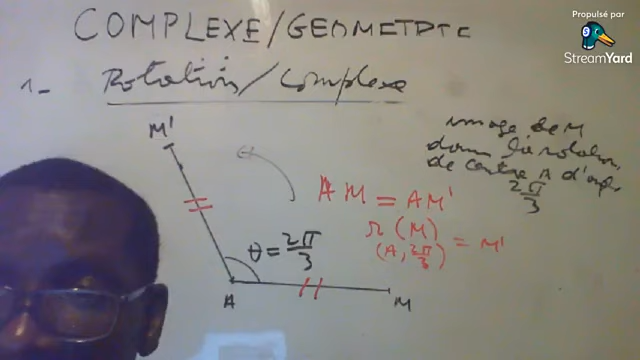 Propulsé par
StreamYard
COMPLEXE/GEOMETRIE
1- Rotation/Complexe
M'
θ
image de M
dans la rotation
de centre A d'angle
2π/3
AM = AM'
r(A, 2π/3) (M) = M'
θ = 2π/3
A
M